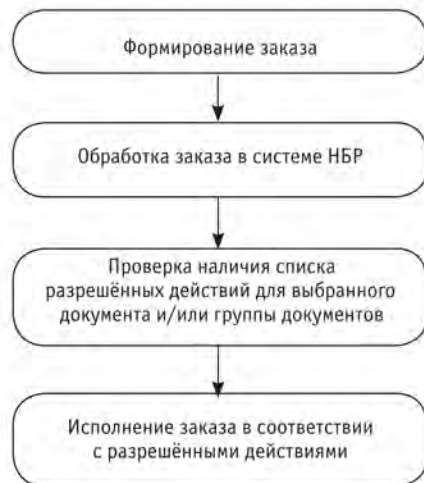 Формирование заказа
Обработка заказа в системе НБР
Проверка наличия списка
разрешённых действий для выбранного
документа и/или группы документов
Исполнение заказа в соответствии
с разрешёнными действиями